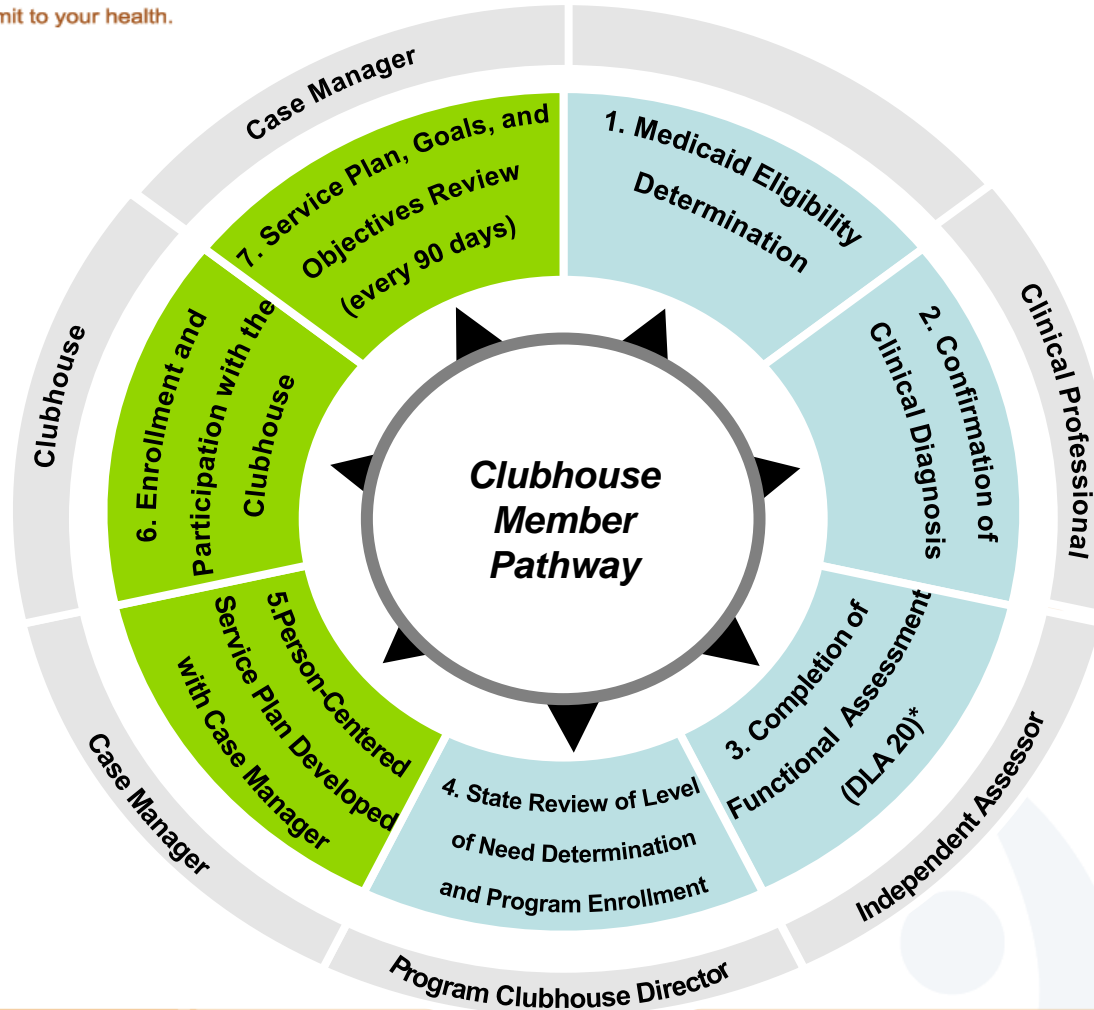 mit to your health.
Case Manager
1. Medicaid Eligibility
Determination
Clinical Professional
2. Confirmation of
Clinical Diagnosis
Independent Assessor
3. Completion of
Functional Assessment
(DLA 20)*
Program Clubhouse Director
4. State Review of Level
of Need Determination
and Program Enrollment
Case Manager
5.Person-Centered
Service Plan Developed
with Case Manager
Clubhouse
6. Enrollment and
Participation with the
Clubhouse
7. Service Plan, Goals, and
Objectives Review
(every 90 days)
Clubhouse
Member
Pathway